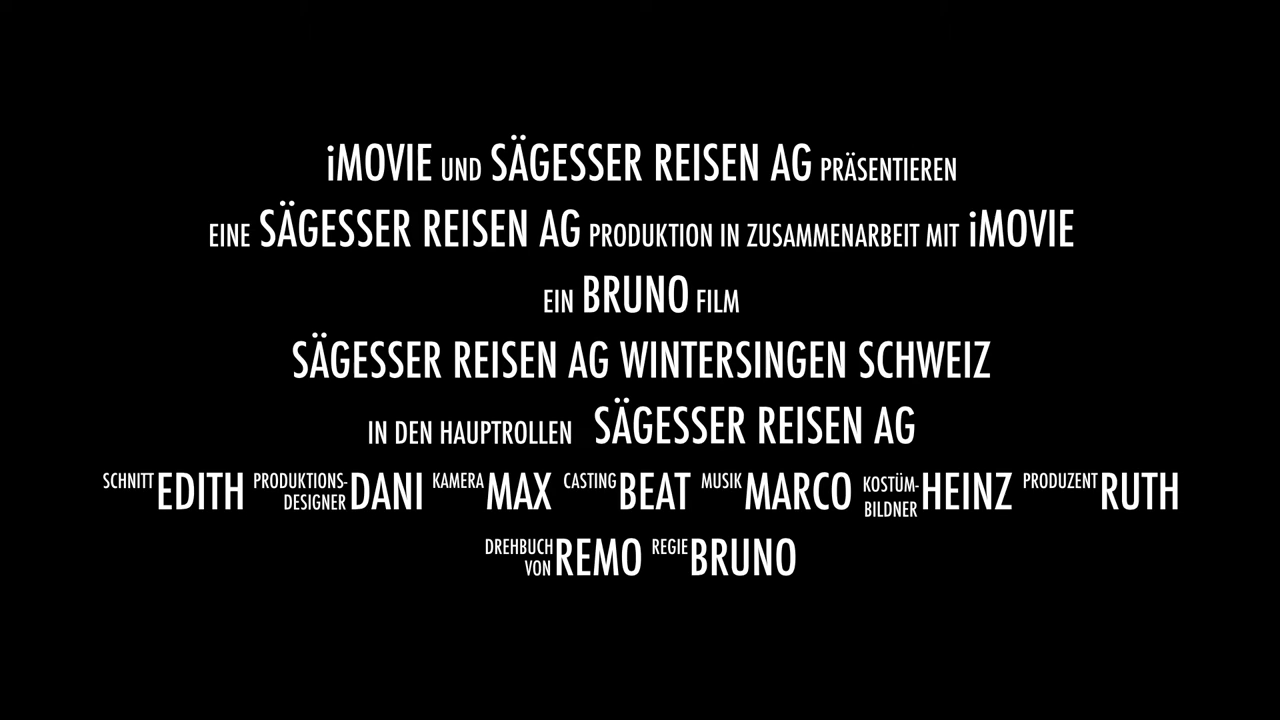 iMOVIE UND SÄGESSER REISEN AG PRÄSENTIEREN
EINE SÄGESSER REISEN AG PRODUKTION IN ZUSAMMENARBEIT MIT iMOVIE
EIN BRUNO FILM
SÄGESSER REISEN AG WINTERSINGEN SCHWEIZ
IN DEN HAUPTROLLEN SÄGESSER REISEN AG
SCHNITT EDITH PRODUKTIONS-DESIGNER DANI KAMERA MAX CASTING BEAT MUSIK MARCO KOSTÜM-BILDNER HEINZ PRODUZENT RUTH
DREHBUCH VON REMO REGIE BRUNO